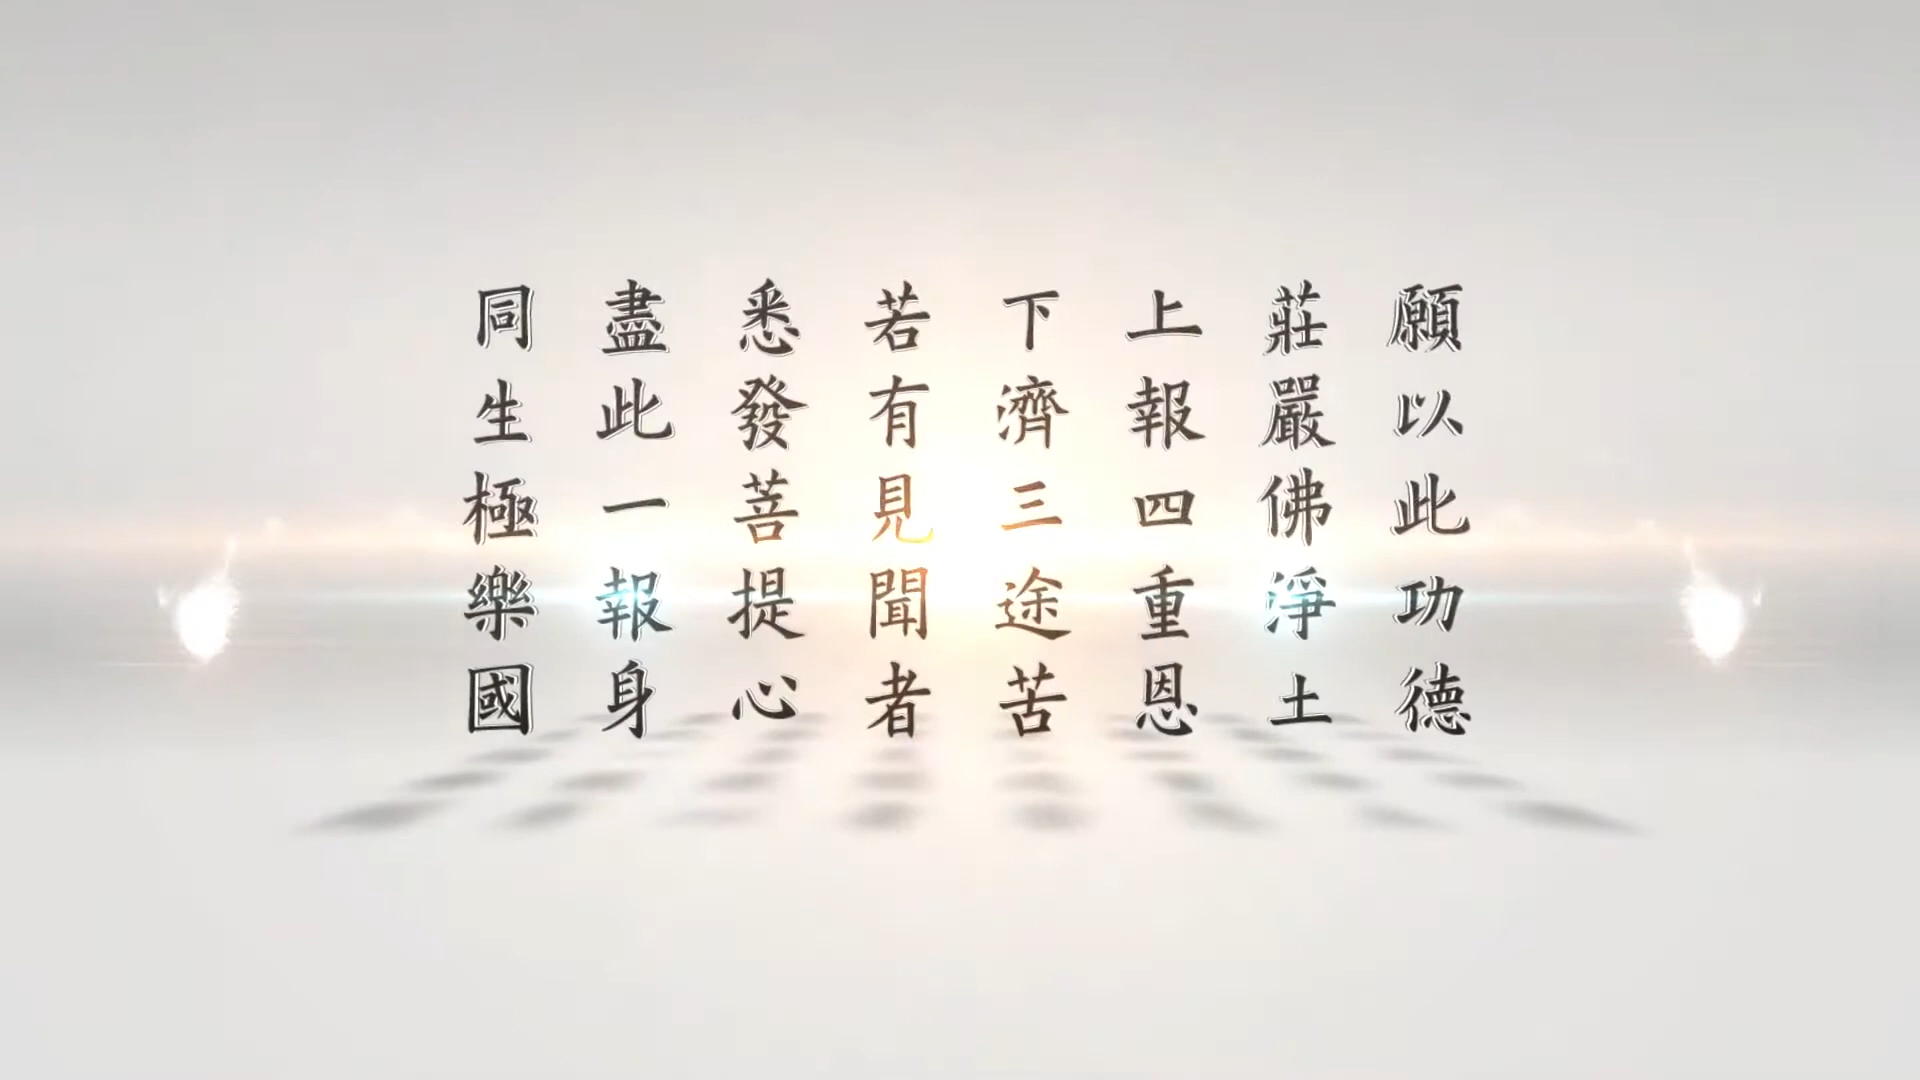 願以此功德
莊嚴佛淨土
上報四重恩
下濟三途苦
若有見聞者
悉發菩提心
盡此一報身
同生極樂國